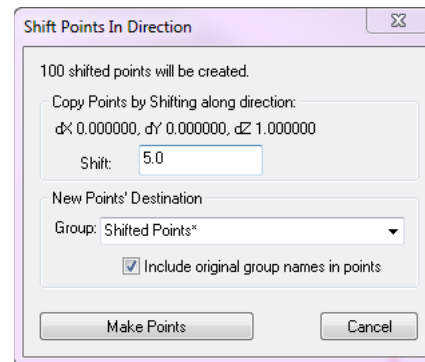 Shift Points In Direction
100 shifted points will be created.
Copy Points by Shifting along direction:
dX 0.000000, dY 0.000000, dZ 1.000000
Shift: 5.0
New Points' Destination
Group: Shifted Points*
Include original group names in points
Make Points Cancel